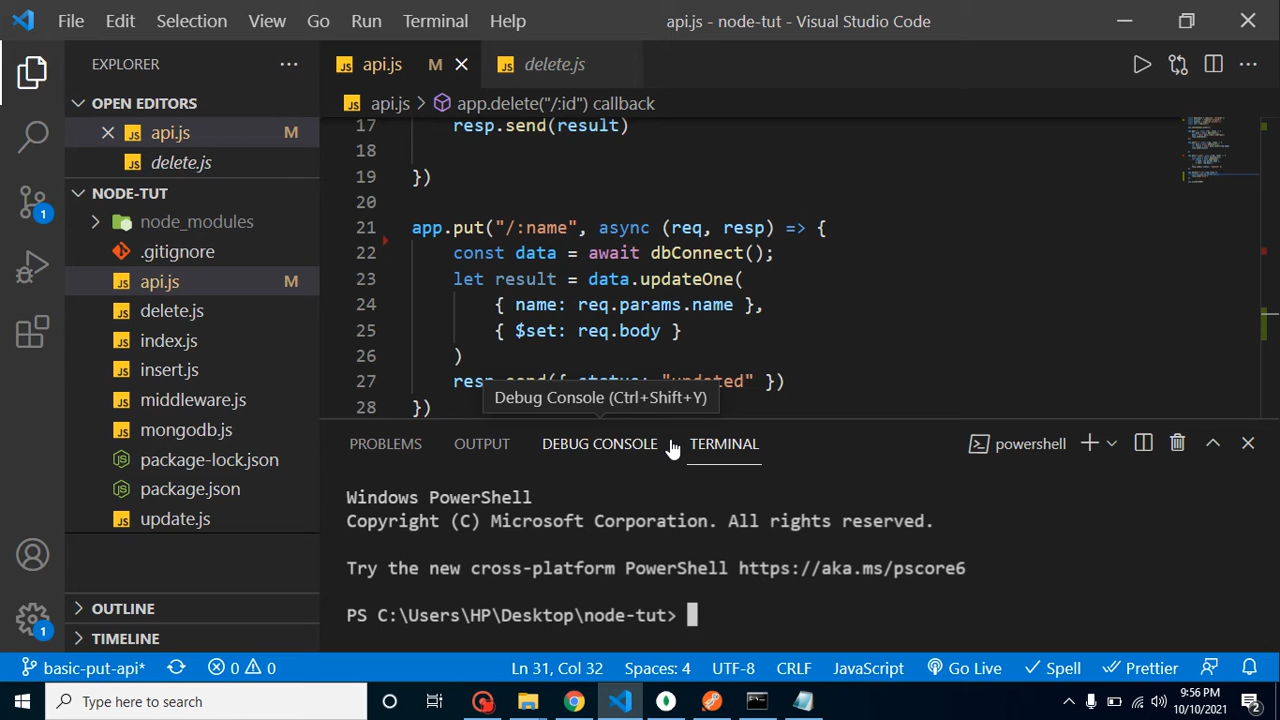 File Edit Selection View Go Run Terminal Help api.js - node-tut - Visual Studio Code
EXPLORER
api.js M delete.js
OPEN EDITORS
api.js M
delete.js
NODE-TUT
node_modules
.gitignore
api.js M
delete.js
index.js
insert.js
middleware.js
mongodb.js
package-lock.json
package.json
update.js
OUTLINE
TIMELINE
1
1
api.js > app.delete("/:id") callback
17 resp.send(result)
18
19 })
20
21 app.put("/:name", async (req, resp) => {
22 const data = await dbConnect();
23 let result = data.updateOne(
24 { name: req.params.name },
25 { $set: req.body }
26 )
27 resp.send({ status: "updated" })
28 })
Debug Console (Ctrl+Shift+Y)
PROBLEMS OUTPUT DEBUG CONSOLE TERMINAL powershell
Windows PowerShell
Copyright (C) Microsoft Corporation. All rights reserved.
Try the new cross-platform PowerShell https://aka.ms/pscore6
PS C:\Users\HP\Desktop\node-tut>
basic-put-api* 0 0 Ln 31, Col 32 Spaces: 4 UTF-8 CRLF JavaScript Go Live Spell Prettier
Type here to search
9:56 PM
10/10/2021
2